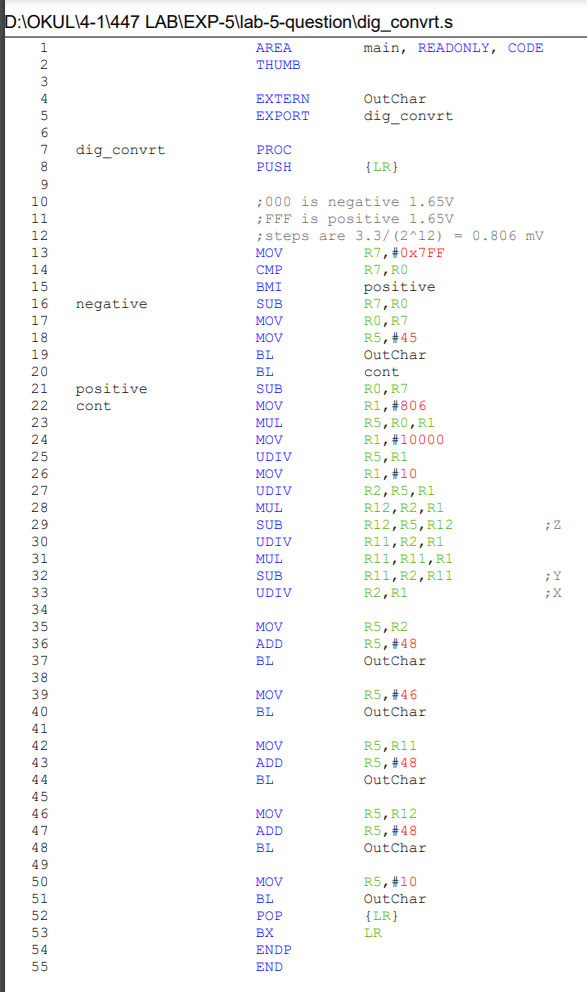 D:\OKUL\4-1\447 LAB\EXP-5\lab-5-question\dig_convrt.s
1 AREA main, READONLY, CODE
2 THUMB
3
4 EXTERN OutChar
5 EXPORT dig_convrt
6
7 dig_convrt PROC
8 PUSH {LR}
9
10 ;000 is negative 1.65V
11 ;FFF is positive 1.65V
12 ;steps are 3.3/(2^12) = 0.806 mV
13 MOV R7,#0x7FF
14 CMP R7,R0
15 BMI positive
16 negative SUB R7,R0
17 MOV R0,R7
18 MOV R5,#45
19 BL OutChar
20 BL cont
21 positive SUB R0,R7
22 cont MOV R1,#806
23 MUL R5,R0,R1
24 MOV R1,#10000
25 UDIV R5,R1
26 MOV R1,#10
27 UDIV R2,R5,R1
28 MUL R12,R2,R1
29 SUB R12,R5,R12 ;Z
30 UDIV R11,R2,R1
31 MUL R11,R11,R1
32 SUB R11,R2,R11 ;Y
33 UDIV R2,R1 ;X
34
35 MOV R5,R2
36 ADD R5,#48
37 BL OutChar
38
39 MOV R5,#46
40 BL OutChar
41
42 MOV R5,R11
43 ADD R5,#48
44 BL OutChar
45
46 MOV R5,R12
47 ADD R5,#48
48 BL OutChar
49
50 MOV R5,#10
51 BL OutChar
52 POP {LR}
53 BX LR
54 ENDP
55 END